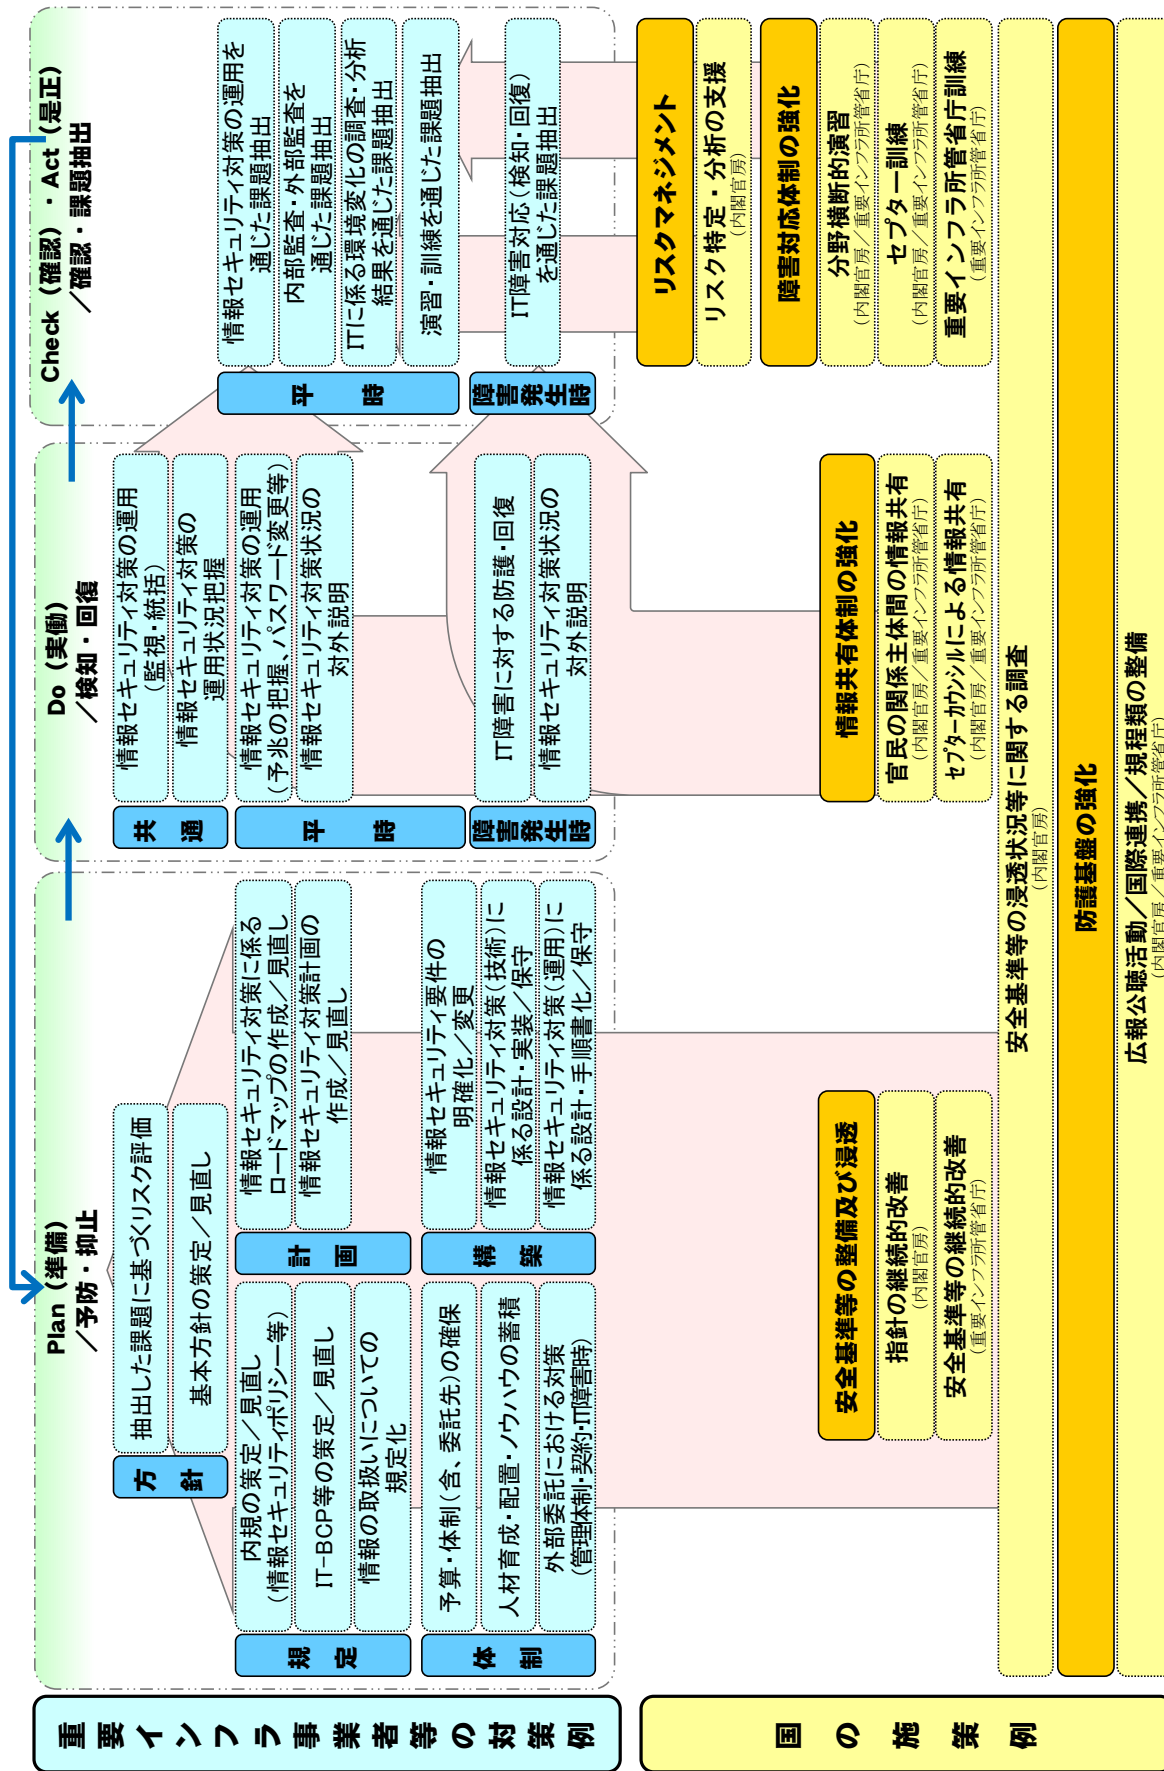 重要インフラ事業者等の対策例
Plan (準備)
/予防・抑止
方針
抽出した課題に基づくリスク評価
基本方針の策定/見直し
規定
内規の策定/見直し
(情報セキュリティポリシー等)
IT-BCP等の策定/見直し
情報の取扱いについての
規定化
計画
情報セキュリティ対策に係る
ロードマップの作成/見直し
情報セキュリティ対策計画の
作成/見直し
体制
予算・体制(含、委託先)の確保
人材育成・配置・ノウハウの蓄積
外部委託における対策
(管理体制・契約・IT障害時)
構築
情報セキュリティ要件の
明確化/変更
情報セキュリティ対策(技術)に
係る設計・実装/保守
情報セキュリティ対策(運用)に
係る設計・手順書化/保守
Do (実働)
/検知・回復
共通
情報セキュリティ対策の運用
(監視・統括)
情報セキュリティ対策の
運用状況把握
平時
情報セキュリティ対策の運用
(予兆の把握、パスワード変更等)
情報セキュリティ対策状況の
対外説明
障害発生時
IT障害に対する防護・回復
情報セキュリティ対策状況の
対外説明
Check (確認) ・Act (是正)
/確認・課題抽出
平時
情報セキュリティ対策の運用を
通じた課題抽出
内部監査・外部監査を
通じた課題抽出
ITに係る環境変化の調査・分析
結果を通じた課題抽出
演習・訓練を通じた課題抽出
障害発生時
IT障害対応(検知・回復)
を通じた課題抽出
国の施策例
安全基準等の整備及び浸透
指針の継続的改善
(内閣官房)
安全基準等の継続的改善
(重要インフラ所管省庁)
情報共有体制の強化
官民の関係主体間の情報共有
(内閣官房/重要インフラ所管省庁)
セプターカウンシルによる情報共有
(内閣官房/重要インフラ所管省庁)
リスクマネジメント
リスク特定・分析の支援
(内閣官房)
障害対応体制の強化
分野横断的演習
(内閣官房/重要インフラ所管省庁)
セプター訓練
(内閣官房/重要インフラ所管省庁)
重要インフラ所管省庁訓練
(重要インフラ所管省庁)
安全基準等の浸透状況等に関する調査
(内閣官房)
防護基盤の強化
広報公聴活動/国際連携/規程類の整備
(内閣官房/重要インフラ所管省庁)